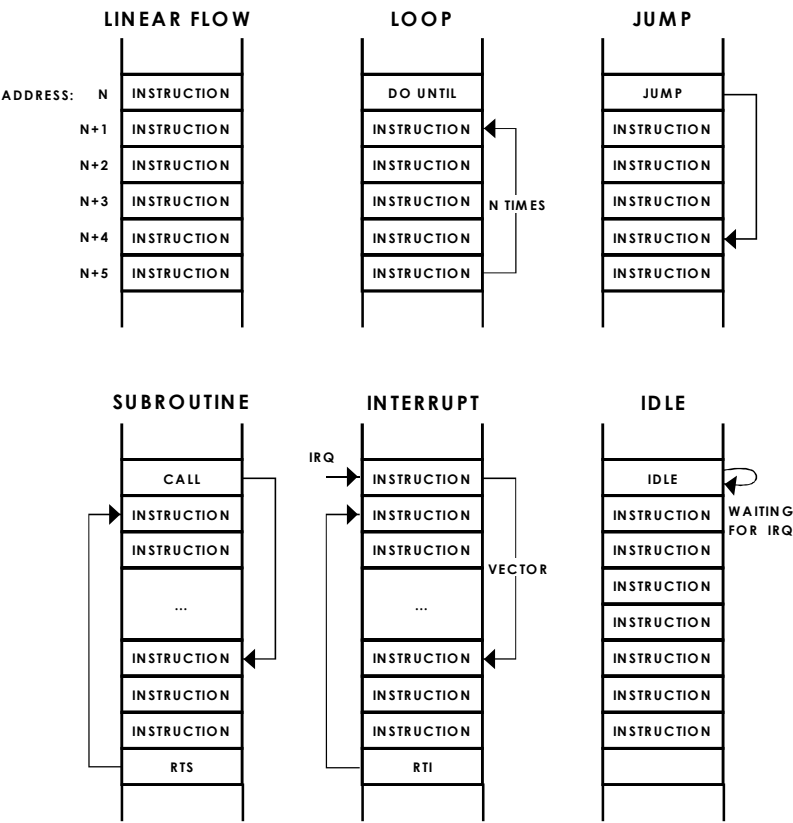 LINEAR FLOW
LOOP
JUMP
ADDRESS: N INSTRUCTION DO UNTIL JUMP
N+1 INSTRUCTION INSTRUCTION INSTRUCTION
N+2 INSTRUCTION INSTRUCTION INSTRUCTION
N+3 INSTRUCTION INSTRUCTION N TIMES INSTRUCTION
N+4 INSTRUCTION INSTRUCTION INSTRUCTION
N+5 INSTRUCTION INSTRUCTION INSTRUCTION
SUBROUTINE
CALL
INSTRUCTION
INSTRUCTION
...
INSTRUCTION
INSTRUCTION
INSTRUCTION
RTS
INTERRUPT
IRQ
INSTRUCTION
INSTRUCTION
INSTRUCTION
VECTOR
...
INSTRUCTION
INSTRUCTION
INSTRUCTION
RTI
IDLE
IDLE
WAITING
FOR IRQ
INSTRUCTION
INSTRUCTION
INSTRUCTION
INSTRUCTION
INSTRUCTION
INSTRUCTION
INSTRUCTION